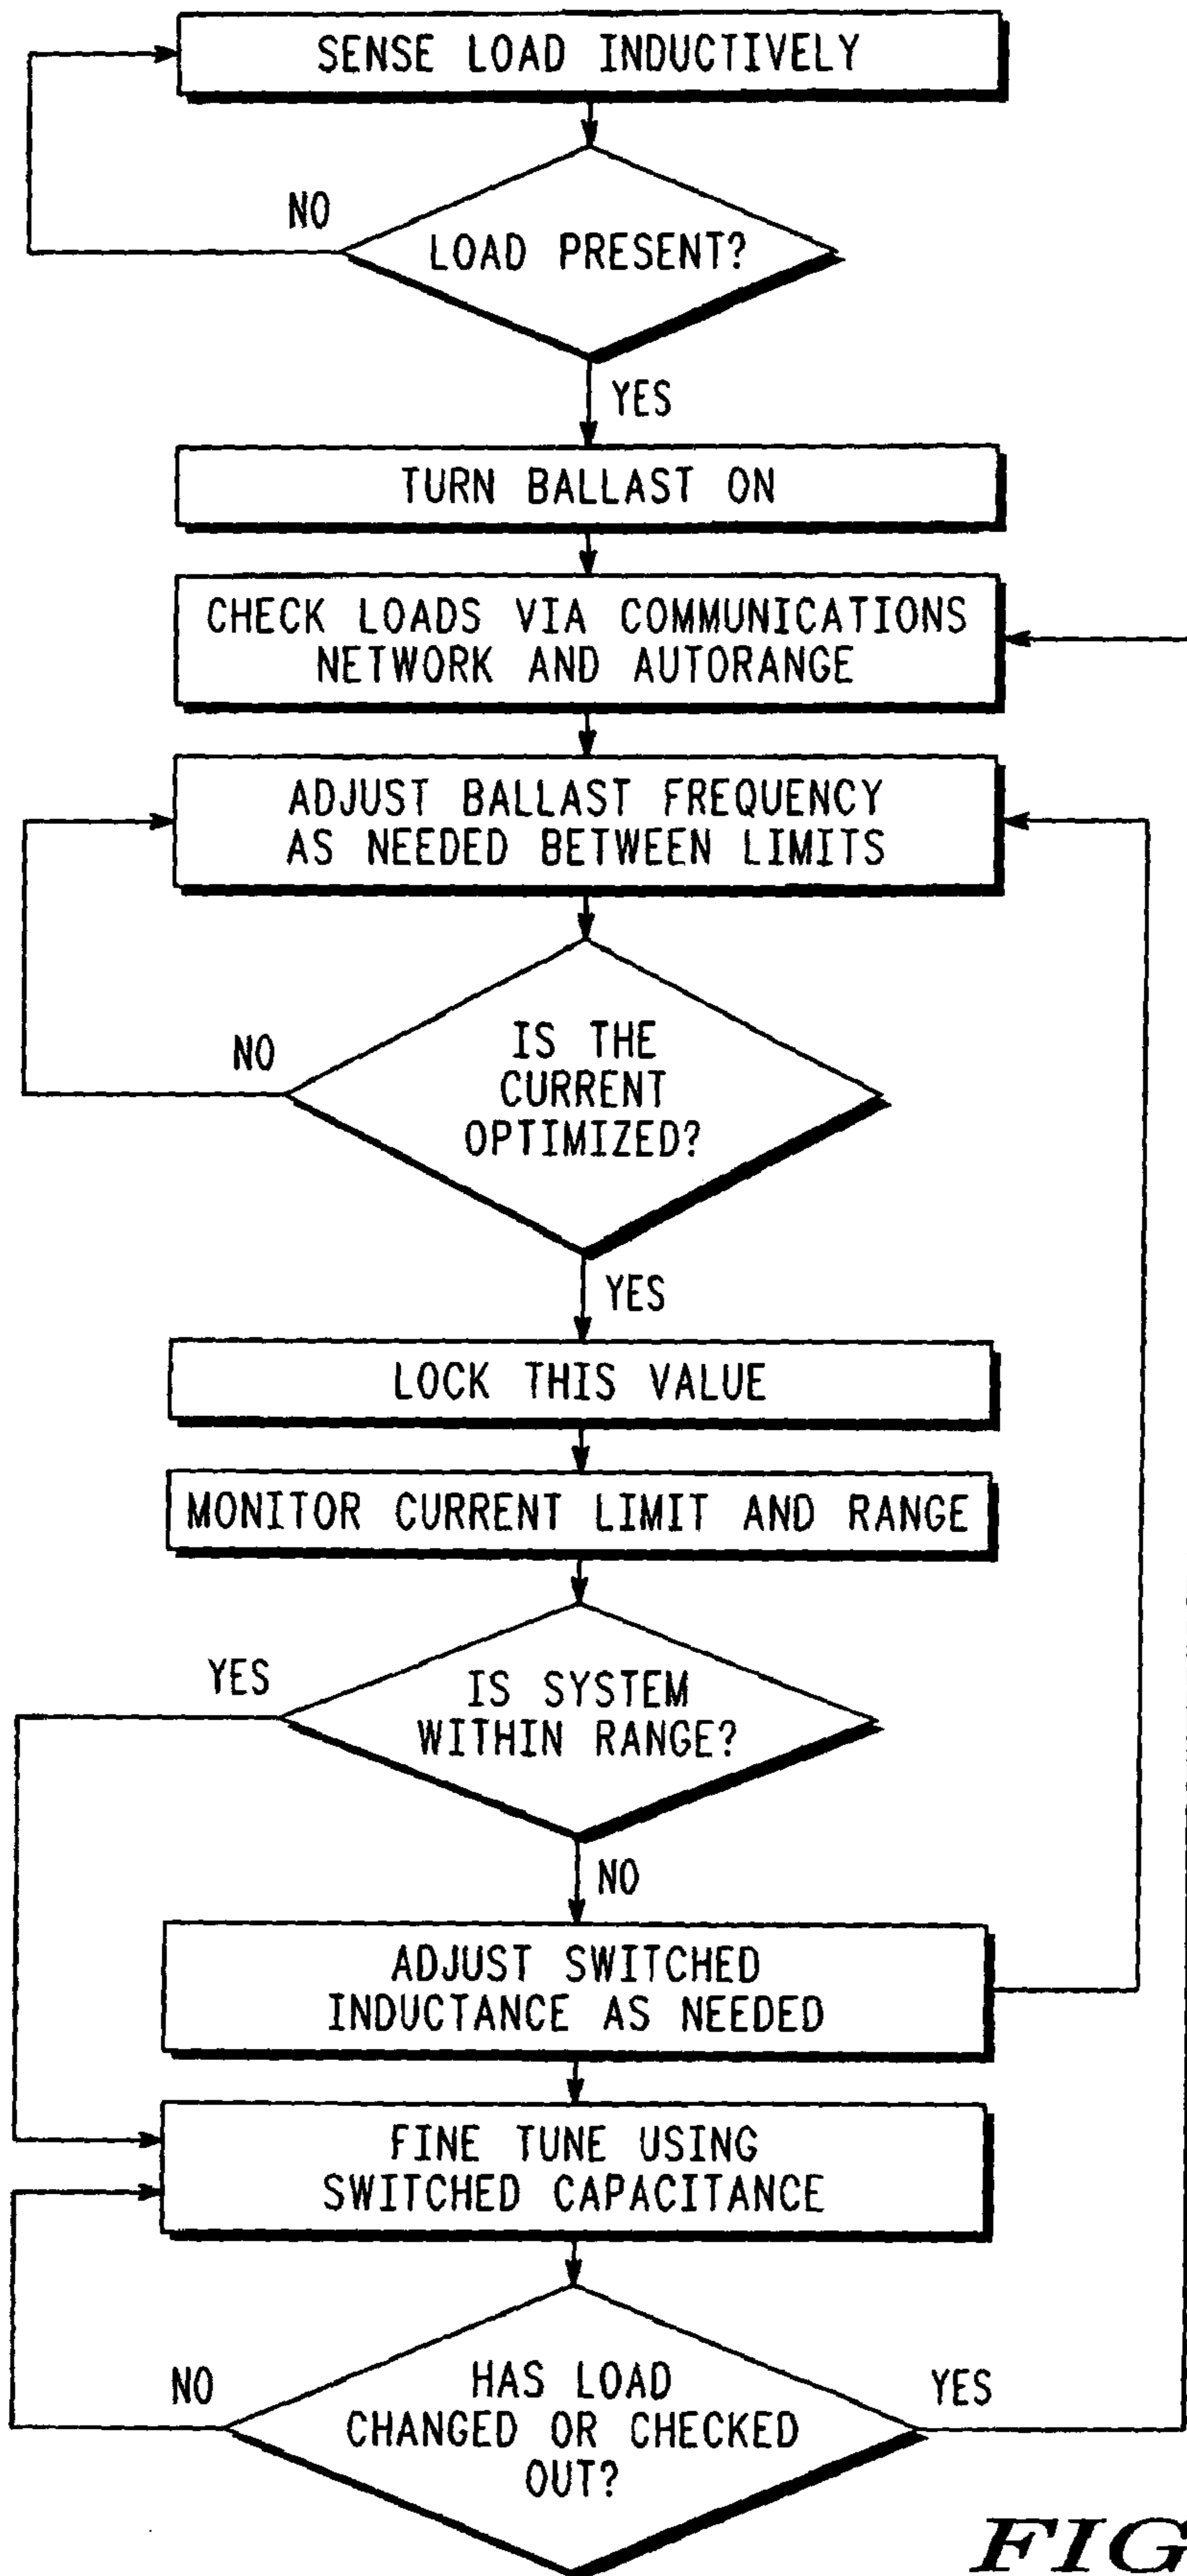 SENSE LOAD INDUCTIVELY
NO
LOAD PRESENT?
YES
TURN BALLAST ON
CHECK LOADS VIA COMMUNICATIONS
NETWORK AND AUTORANGE
ADJUST BALLAST FREQUENCY
AS NEEDED BETWEEN LIMITS
NO
IS THE
CURRENT
OPTIMIZED?
YES
LOCK THIS VALUE
MONITOR CURRENT LIMIT AND RANGE
YES
IS SYSTEM
WITHIN RANGE?
NO
ADJUST SWITCHED
INDUCTANCE AS NEEDED
FINE TUNE USING
SWITCHED CAPACITANCE
NO
HAS LOAD
CHANGED OR CHECKED
OUT?
YES
FIG